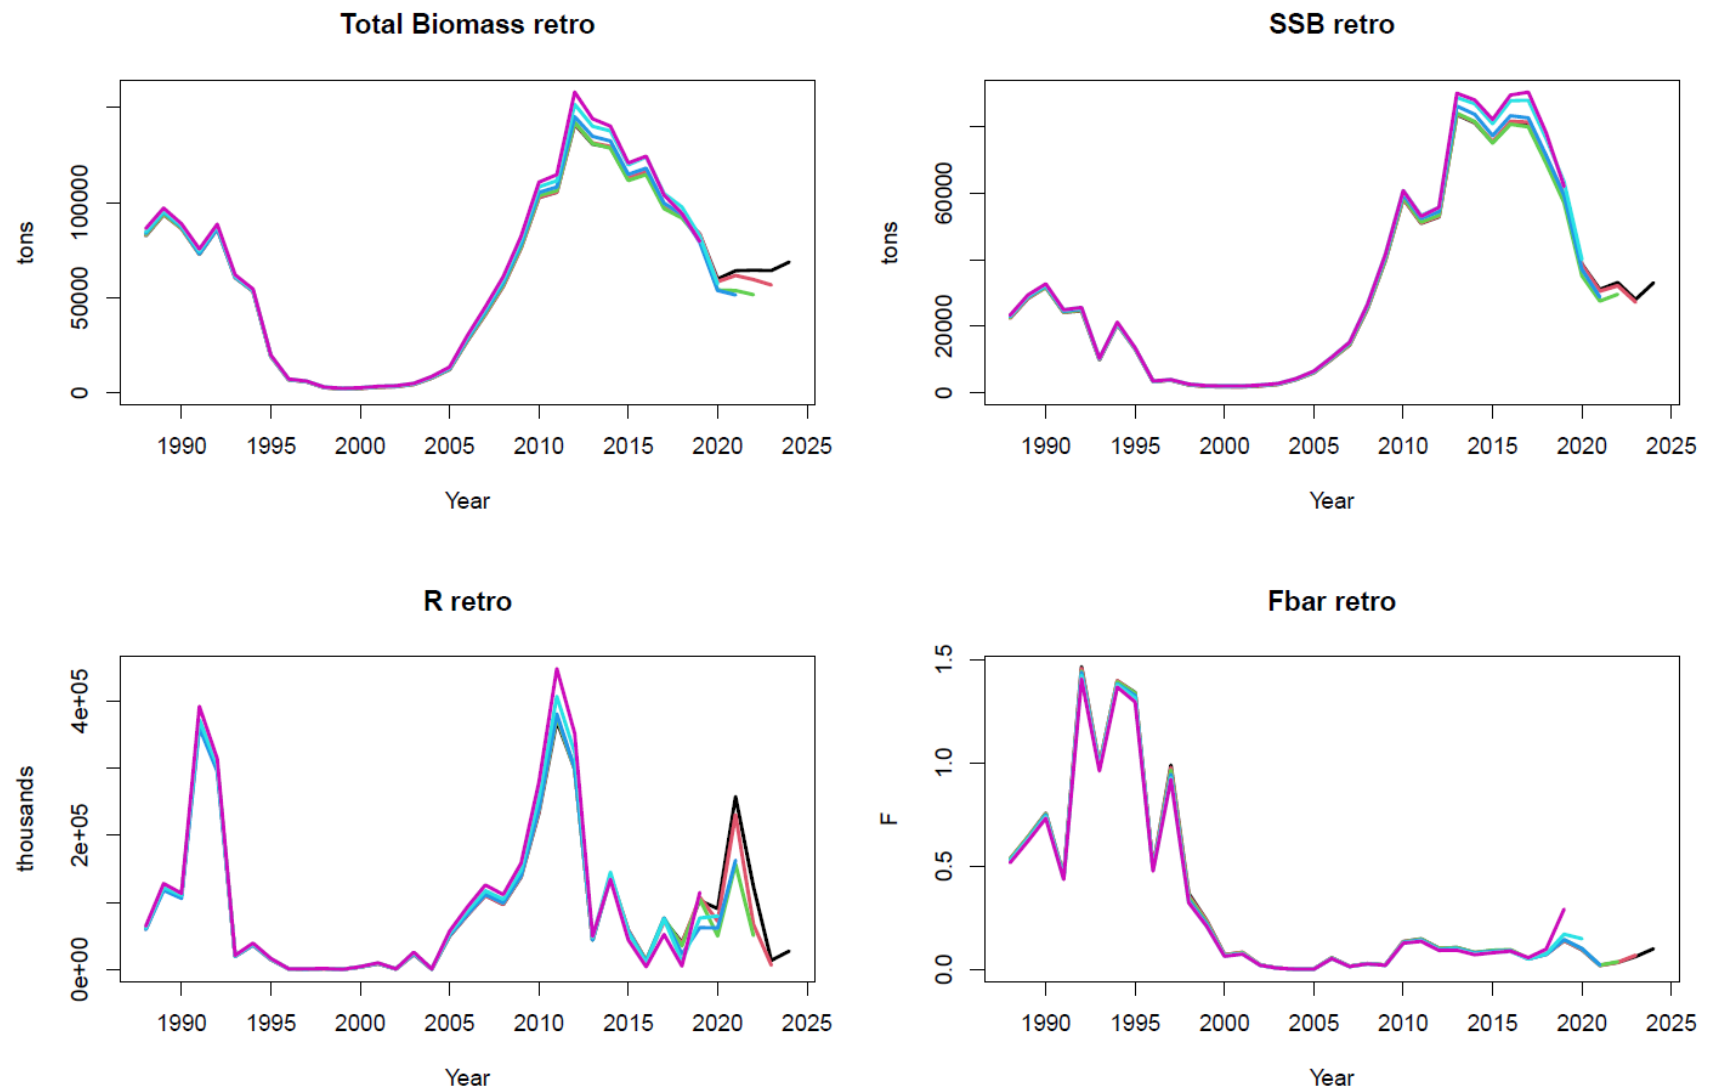 Total Biomass retro
tons
0 50000 100000
1990 1995 2000 2005 2010 2015 2020 2025
Year
SSB retro
tons
0 20000 60000
1990 1995 2000 2005 2010 2015 2020 2025
Year
R retro
thousands
0e+00 2e+05 4e+05
1990 1995 2000 2005 2010 2015 2020 2025
Year
Fbar retro
F
0.0 0.5 1.0 1.5
1990 1995 2000 2005 2010 2015 2020 2025
Year